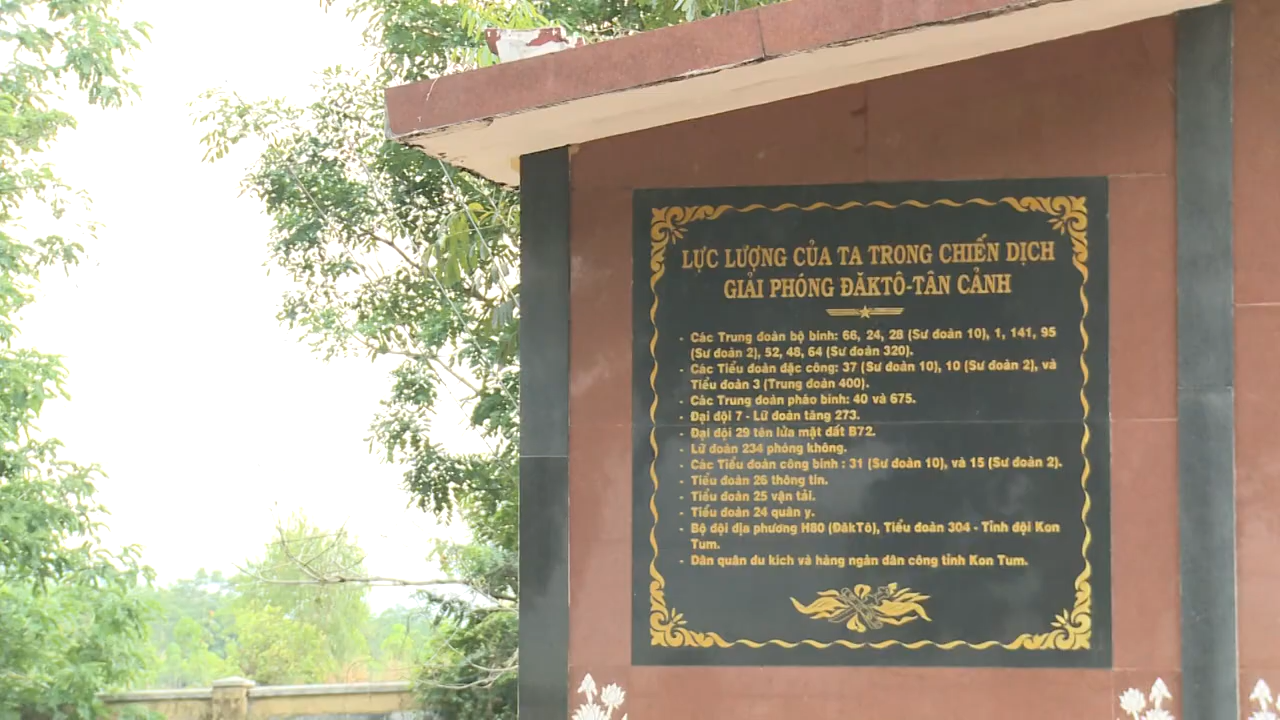 LỰC LƯỢNG CỦA TA TRONG CHIẾN DỊCH
GIẢI PHÓNG ĐĂKTÔ-TÂN CẢNH
- Các Trung đoàn bộ binh: 66, 24, 28 (Sư đoàn 10), 1, 141, 95
(Sư đoàn 2), 52, 48, 64 (Sư đoàn 320).
- Các Tiểu đoàn đặc công: 37 (Sư đoàn 10), 10 (Sư đoàn 2), và
Tiểu đoàn 3 (Trung đoàn 400).
- Các Trung đoàn pháo binh: 40 và 675.
- Đại đội 7 - Lữ đoàn tăng 273.
- Đại đội 29 tên lửa mặt đất B72.
- Lữ đoàn 234 phòng không.
- Các Tiểu đoàn công binh : 31 (Sư đoàn 10), và 15 (Sư đoàn 2).
- Tiểu đoàn 26 thông tin.
- Tiểu đoàn 25 vận tải.
- Tiểu đoàn 24 quân y.
- Bộ đội địa phương H80 (ĐăkTô), Tiểu đoàn 304 - Tỉnh đội Kon
Tum.
- Dân quân du kích và hàng ngàn dân công tỉnh Kon Tum.